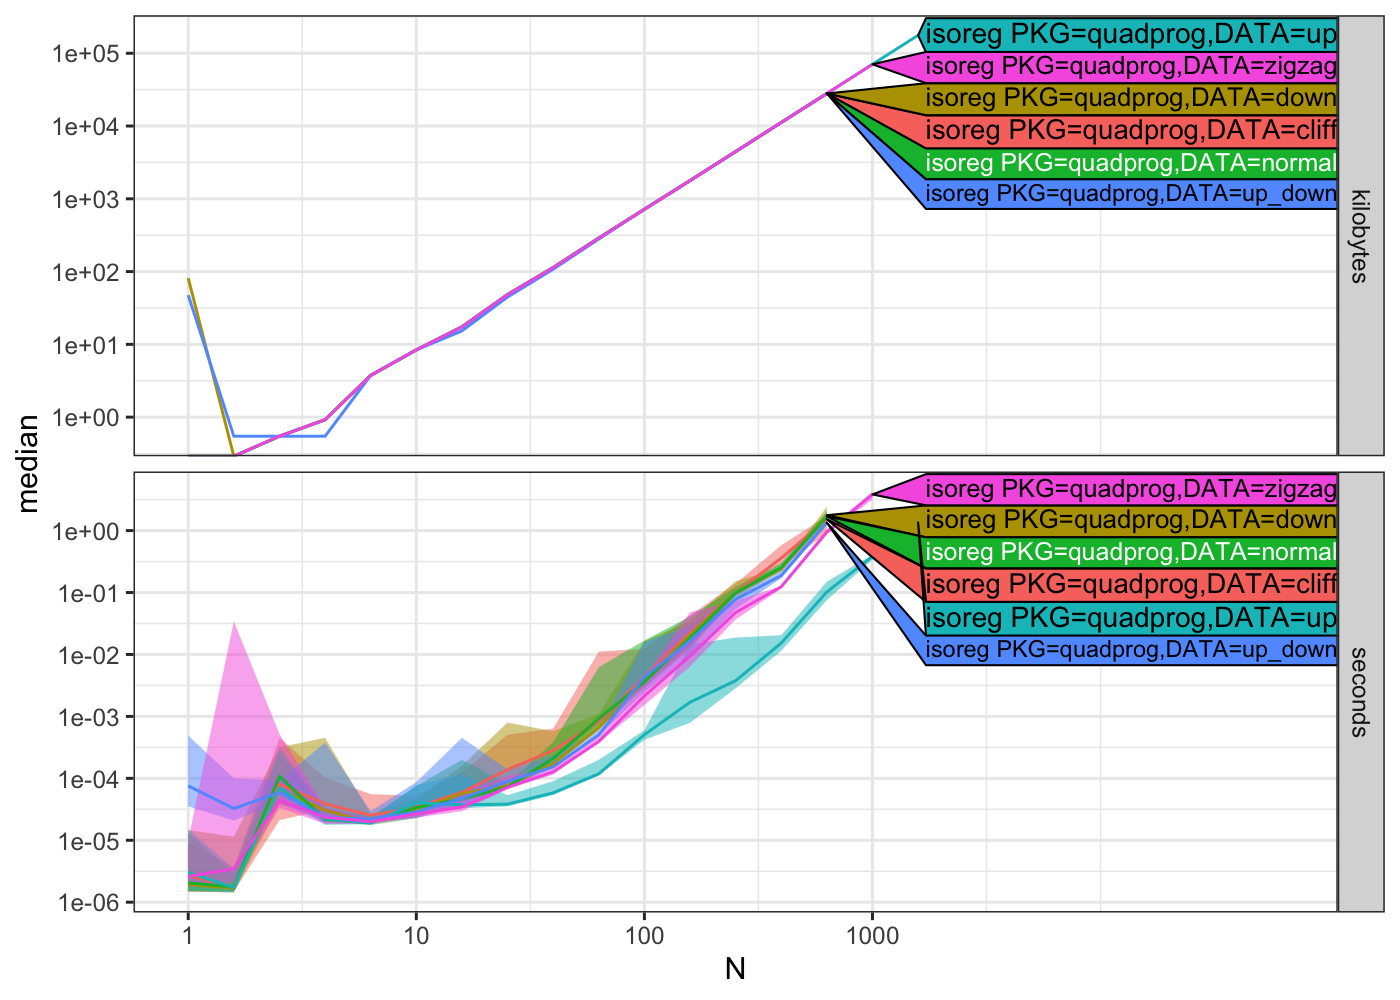 1e+05
1e+04
1e+03
1e+02
1e+01
1e+00
isoreg PKG=quadprog,DATA=up
isoreg PKG=quadprog,DATA=zigzag
isoreg PKG=quadprog,DATA=down
isoreg PKG=quadprog,DATA=cliff
isoreg PKG=quadprog,DATA=normal
isoreg PKG=quadprog,DATA=up_down
kilobytes
median
1e+00
1e-01
1e-02
1e-03
1e-04
1e-05
1e-06
isoreg PKG=quadprog,DATA=zigzag
isoreg PKG=quadprog,DATA=down
isoreg PKG=quadprog,DATA=normal
isoreg PKG=quadprog,DATA=cliff
isoreg PKG=quadprog,DATA=up
isoreg PKG=quadprog,DATA=up_down
seconds
1 10 100 1000
N